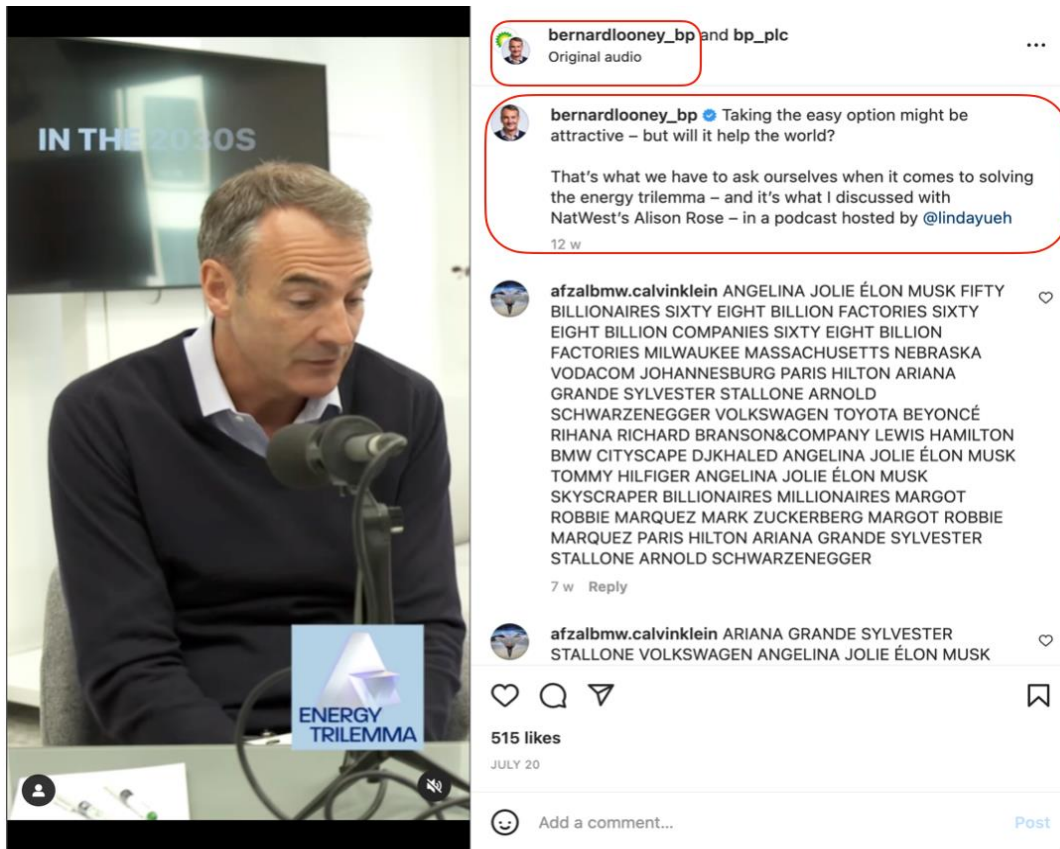 IN THE 2030S
ENERGY
TRILEMMA
bernardlooney_bp and bp_plc
Original audio
bernardlooney_bp Taking the easy option might be
attractive – but will it help the world?
That's what we have to ask ourselves when it comes to solving
the energy trilemma – and it's what I discussed with
NatWest's Alison Rose – in a podcast hosted by @lindayueh
12 w
afzalbmw.calvinklein ANGELINA JOLIE ÉLON MUSK FIFTY
BILLIONAIRES SIXTY EIGHT BILLION FACTORIES SIXTY
EIGHT BILLION COMPANIES SIXTY EIGHT BILLION
FACTORIES MILWAUKEE MASSACHUSETTS NEBRASKA
VODACOM JOHANNESBURG PARIS HILTON ARIANA
GRANDE SYLVESTER STALLONE ARNOLD
SCHWARZENEGGER VOLKSWAGEN TOYOTA BEYONCÉ
RIHANA RICHARD BRANSON&COMPANY LEWIS HAMILTON
BMW CITYSCAPE DJKHALED ANGELINA JOLIE ÉLON MUSK
TOMMY HILFIGER ANGELINA JOLIE ÉLON MUSK
SKYSCRAPER BILLIONAIRES MILLIONAIRES MARGOT
ROBBIE MARQUEZ MARK ZUCKERBERG MARGOT ROBBIE
MARQUEZ PARIS HILTON ARIANA GRANDE SYLVESTER
STALLONE ARNOLD SCHWARZENEGGER
7 w Reply
afzalbmw.calvinklein ARIANA GRANDE SYLVESTER
STALLONE VOLKSWAGEN ANGELINA JOLIE ÉLON MUSK
515 likes
JULY 20
Add a comment...
Post